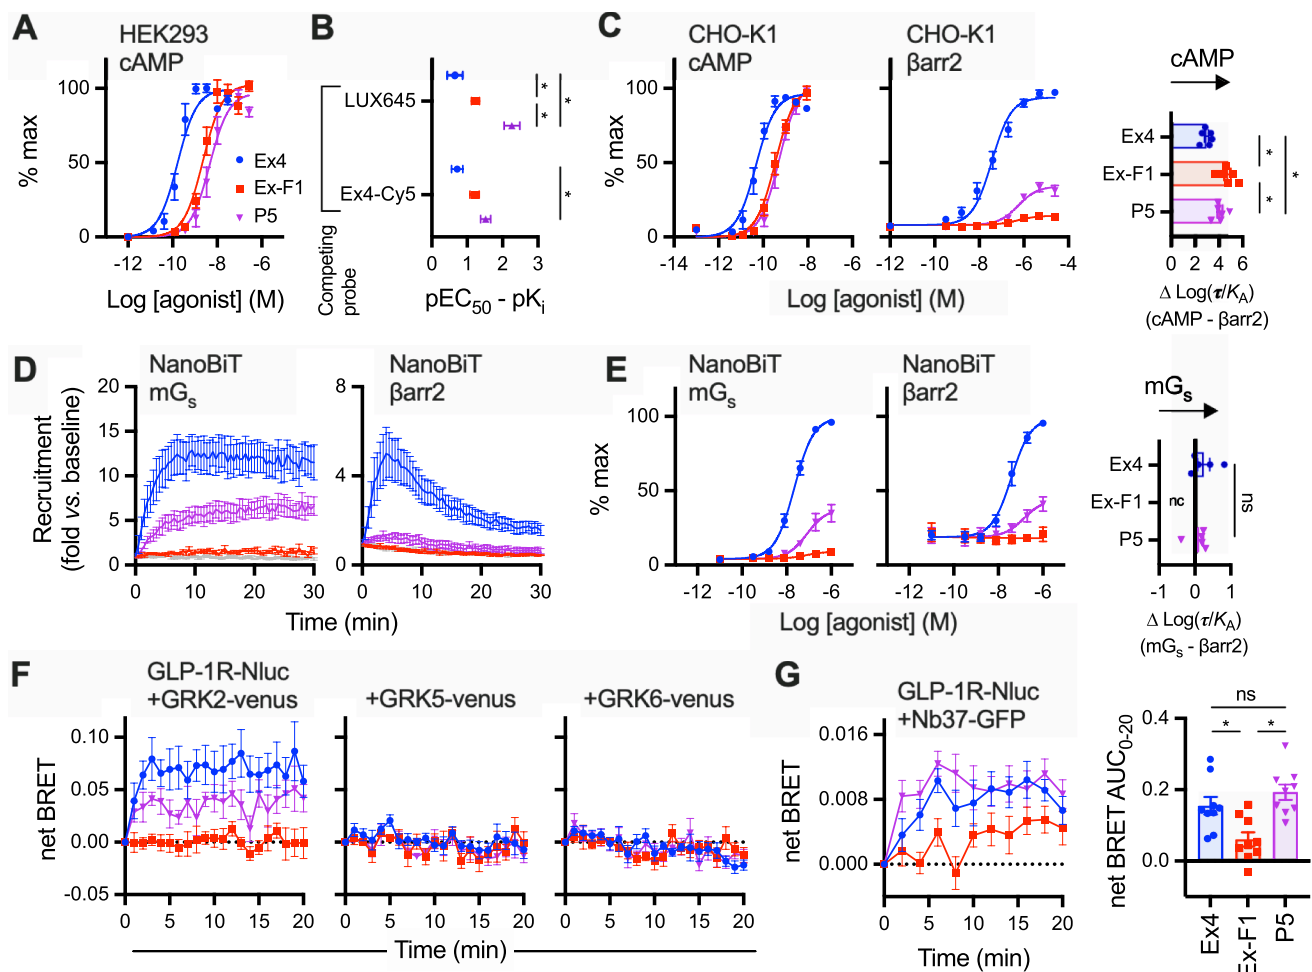 A
HEK293
cAMP
% max
100
50
0
-12
-10
-8
-6
Log [agonist] (M)
Ex4
Ex-F1
P5
B
LUX645
Ex4-Cy5
Competing
probe
*
*
*
*
0
1
2
3
pEC50 - pKi
C
CHO-K1
cAMP
% max
100
50
0
-14
-12
-10
-8
-6
CHO-K1
βarr2
100
50
0
-12
-10
-8
-6
-4
Log [agonist] (M)
cAMP
Ex4
Ex-F1
P5
*
*
*
0
2
4
6
Δ Log(τ/KA)
(cAMP - βarr2)
D
NanoBiT
mGs
Recruitment
(fold vs. baseline)
20
15
10
5
0
0
10
20
30
NanoBiT
βarr2
8
4
0
0
10
20
30
Time (min)
E
NanoBiT
mGs
% max
100
50
0
-12
-10
-8
-6
NanoBiT
βarr2
-12
-10
-8
-6
Log [agonist] (M)
mGs
Ex4
Ex-F1
P5
nc
ns
-1
0
1
Δ Log(τ/KA)
(mGs - βarr2)
F
GLP-1R-Nluc
+GRK2-venus
+GRK5-venus
+GRK6-venus
net BRET
0.10
0.05
0.00
-0.05
0
5
10
15
20
0
5
10
15
20
0
5
10
15
20
Time (min)
G
GLP-1R-Nluc
+Nb37-GFP
net BRET
0.016
0.008
0.000
0
5
10
15
20
Time (min)
net BRET AUC0-20
0.4
0.2
0.0
ns
*
*
Ex4
Ex-F1
P5